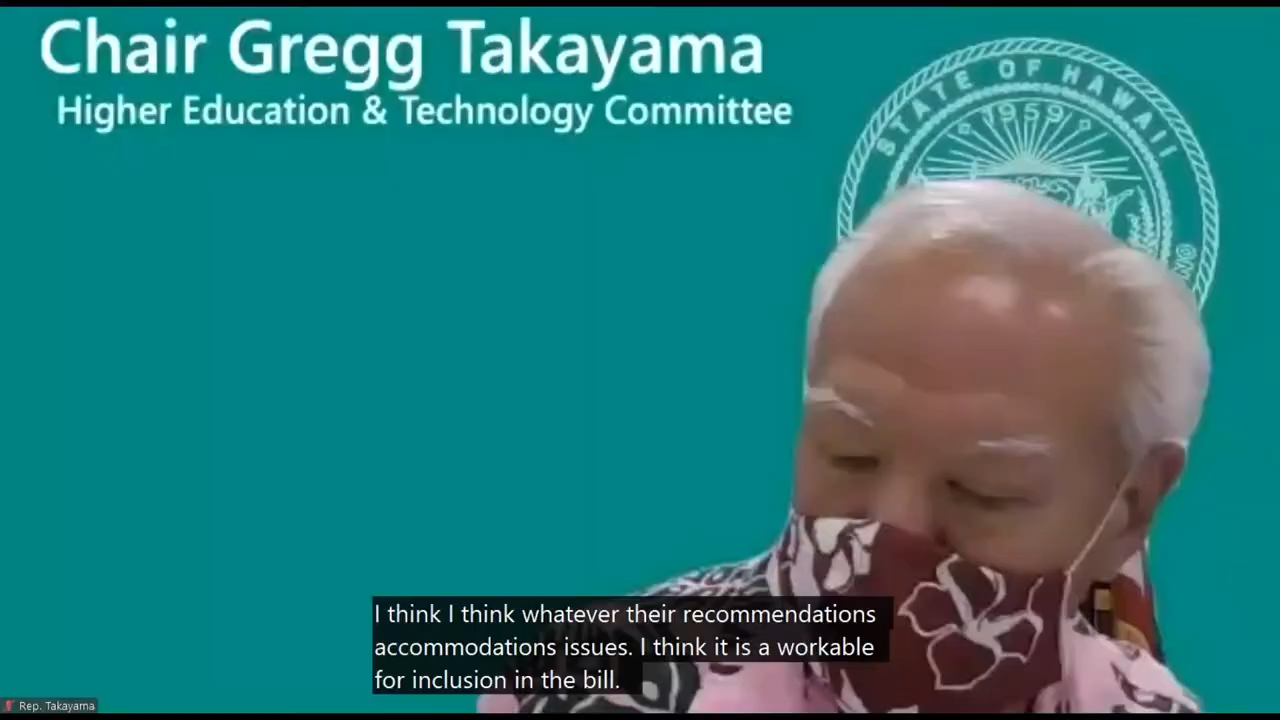 Chair Gregg Takayama
Higher Education & Technology Committee
STATE OF HAWAII
1959
I think I think whatever their recommendations
accommodations issues. I think it is a workable
for inclusion in the bill.
Rep. Takayama